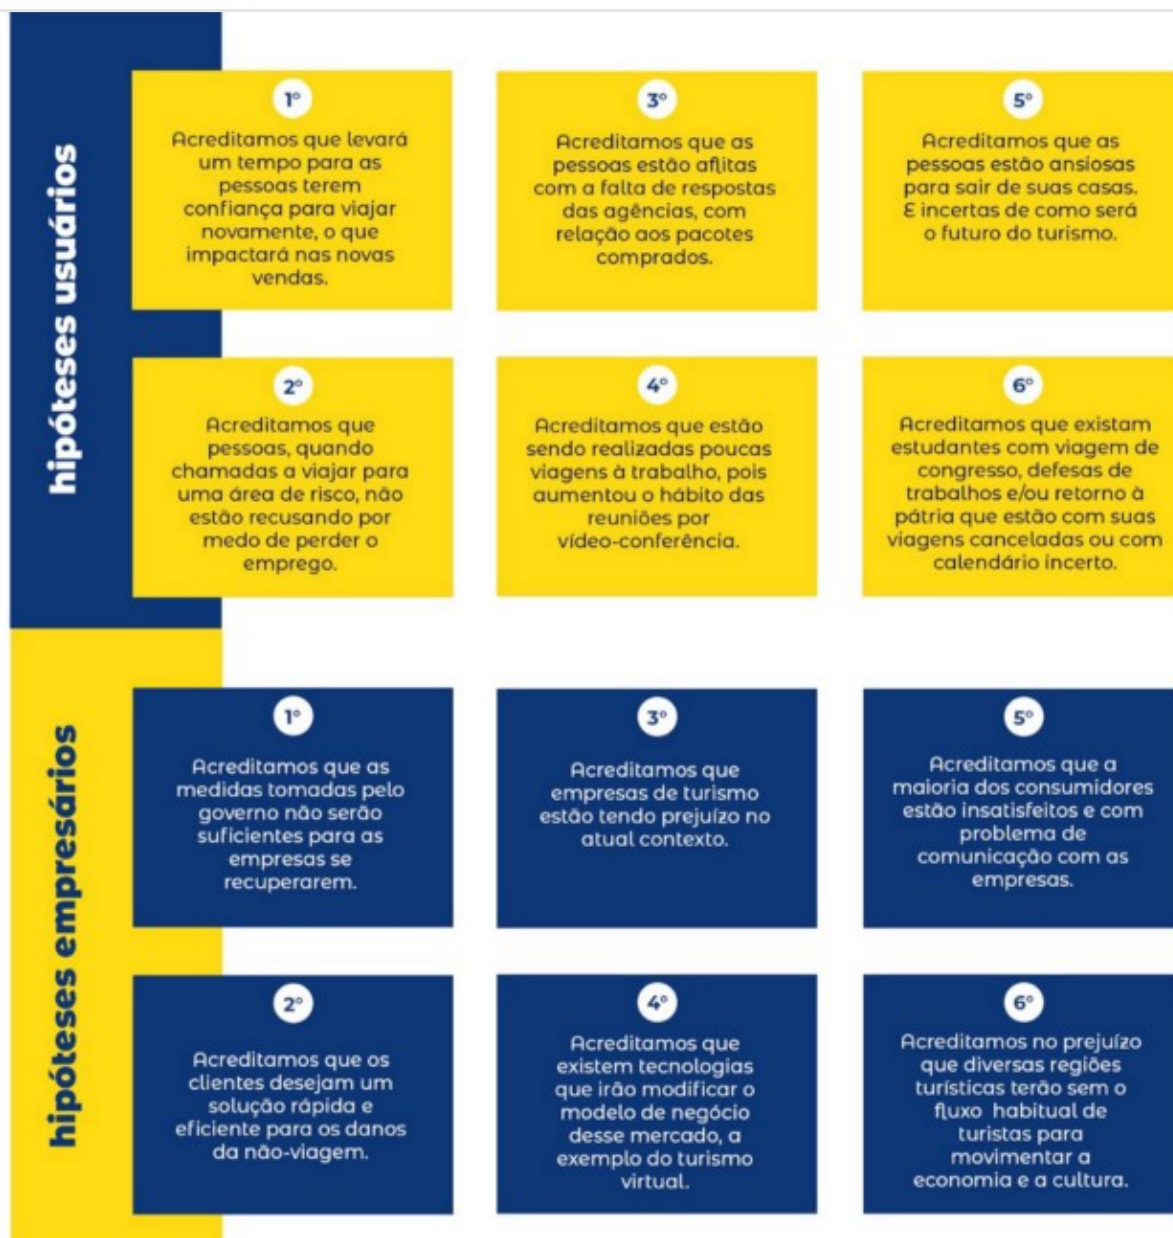 hipóteses usuários
1º
Acreditamos que levará
um tempo para as
pessoas terem
confiança para viajar
novamente, o que
impactará nas novas
vendas.
2º
Acreditamos que
pessoas, quando
chamadas a viajar para
uma área de risco, não
estão recusando por
medo de perder o
emprego.
3º
Acreditamos que as
pessoas estão aflitas
com a falta de respostas
das agências, com
relação aos pacotes
comprados.
4º
Acreditamos que estão
sendo realizadas poucas
viagens à trabalho, pois
aumentou o hábito das
reuniões por
vídeo-conferência.
5º
Acreditamos que as
pessoas estão ansiosas
para sair de suas casas.
E incertas de como será
o futuro do turismo.
6º
Acreditamos que existam
estudantes com viagem de
congresso, defesas de
trabalhos e/ou retorno à
pátria que estão com suas
viagens canceladas ou com
calendário incerto.
hipóteses empresários
1º
Acreditamos que as
medidas tomadas pelo
governo não serão
suficientes para as
empresas se
recuperarem.
2º
Acreditamos que os
clientes desejam um
solução rápida e
eficiente para os danos
da não-viagem.
3º
Acreditamos que
empresas de turismo
estão tendo prejuízo no
atual contexto.
4º
Acreditamos que
existem tecnologias
que irão modificar o
modelo de negócio
desse mercado, a
exemplo do turismo
virtual.
5º
Acreditamos que a
maioria dos consumidores
estão insatisfeitos e com
problema de
comunicação com as
empresas.
6º
Acreditamos no prejuízo
que diversas regiões
turísticas terão sem o
fluxo habitual de
turistas para
movimentar a
economia e a cultura.